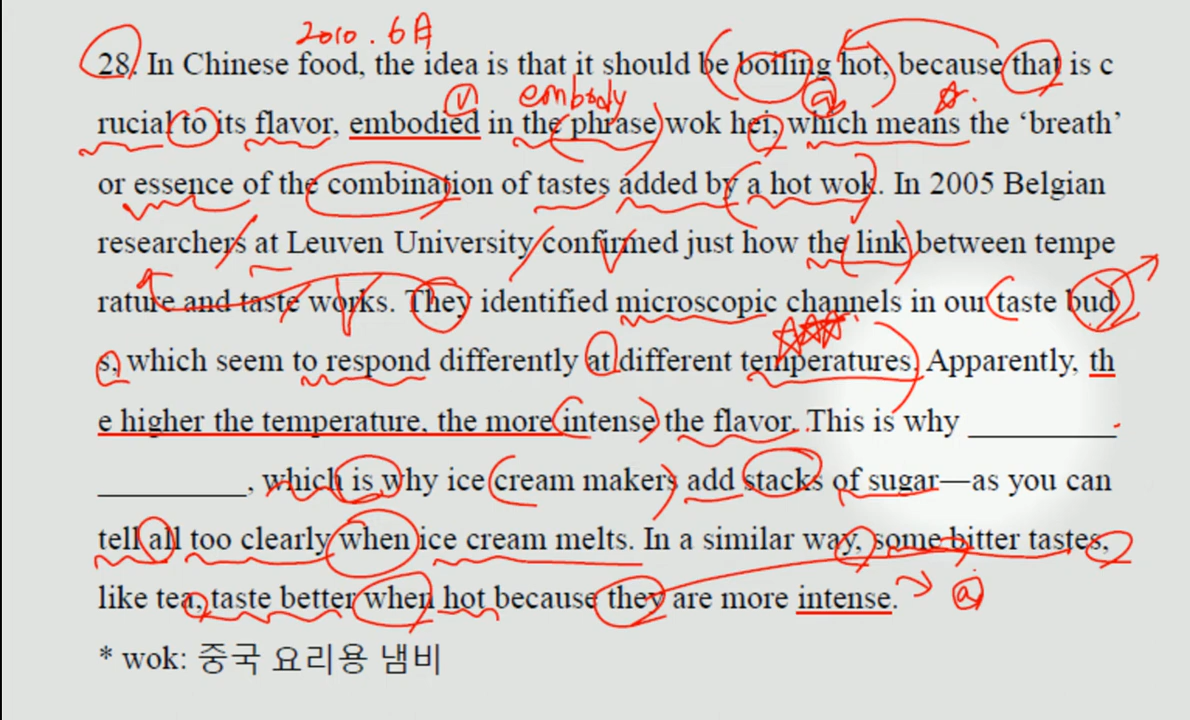 2010. 6月
28. In Chinese food, the idea is that it should be boiling hot, because that is c
embody
rucial to its flavor, embodied in the phrase wok hei, which means the ‘breath’
or essence of the combination of tastes added by a hot wok. In 2005 Belgian
researchers at Leuven University confirmed just how the link between tempe
rature and taste works. They identified microscopic channels in our taste bud
s, which seem to respond differently at different temperatures. Apparently, th
e higher the temperature, the more intense the flavor. This is why __________
__________, which is why ice cream makers add stacks of sugar—as you can
tell all too clearly when ice cream melts. In a similar way, some bitter tastes,
like tea, taste better when hot because they are more intense.
* wok: 중국 요리용 냄비